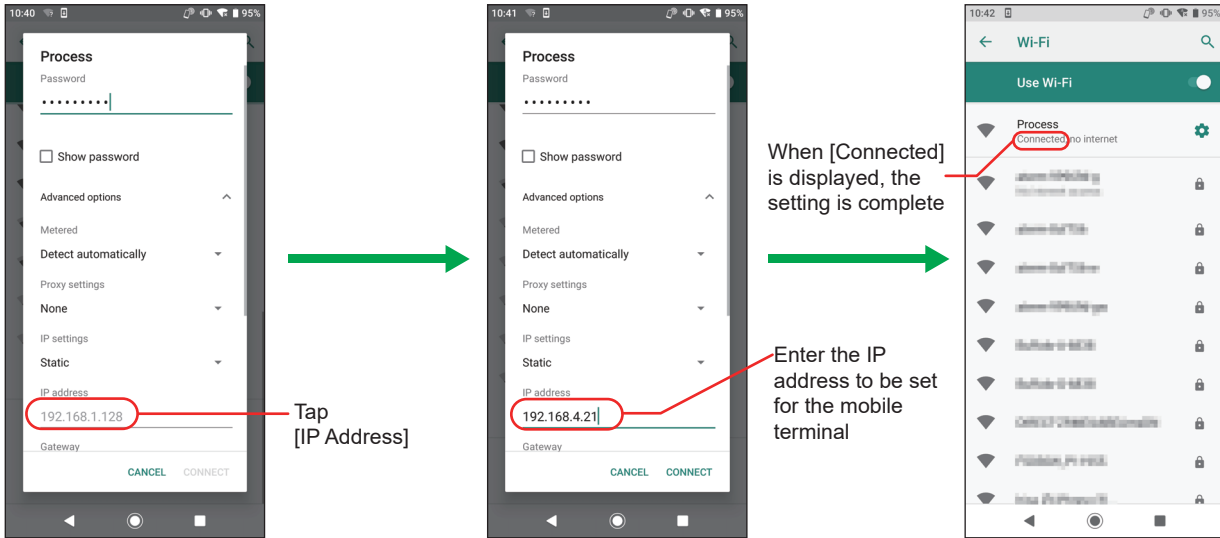 10:40
95%
Process
Password
•••••••••
Show password
Advanced options
Metered
Detect automatically
Proxy settings
None
IP settings
Static
IP address
192.168.1.128
Gateway
CANCEL CONNECT
Tap
[IP Address]
10:41
95%
Process
Password
•••••••••
Show password
Advanced options
Metered
Detect automatically
Proxy settings
None
IP settings
Static
IP address
192.168.4.21
Gateway
CANCEL CONNECT
Enter the IP
address to be set
for the mobile
terminal
When [Connected]
is displayed, the
setting is complete
10:42
95%
Wi-Fi
Use Wi-Fi
Process
Connected, no internet